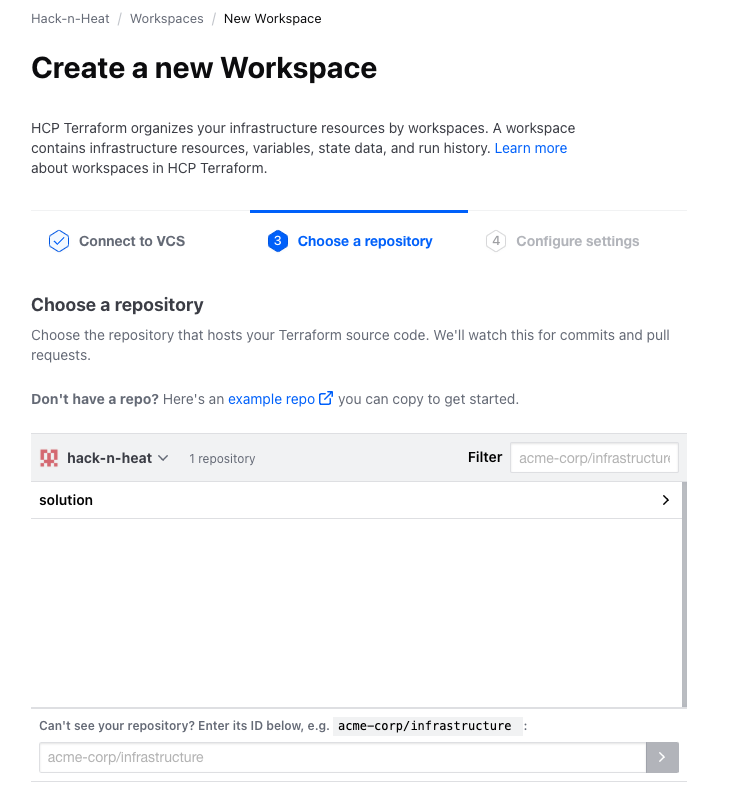 Hack-n-Heat / Workspaces / New Workspace
Create a new Workspace
HCP Terraform organizes your infrastructure resources by workspaces. A workspace
contains infrastructure resources, variables, state data, and run history. Learn more
about workspaces in HCP Terraform.
Connect to VCS 3 Choose a repository 4 Configure settings
Choose a repository
Choose the repository that hosts your Terraform source code. We'll watch this for commits and pull
requests.
Don't have a repo? Here's an example repo you can copy to get started.
hack-n-heat 1 repository Filter acme-corp/infrastructure
solution
Can't see your repository? Enter its ID below, e.g. acme-corp/infrastructure :
acme-corp/infrastructure